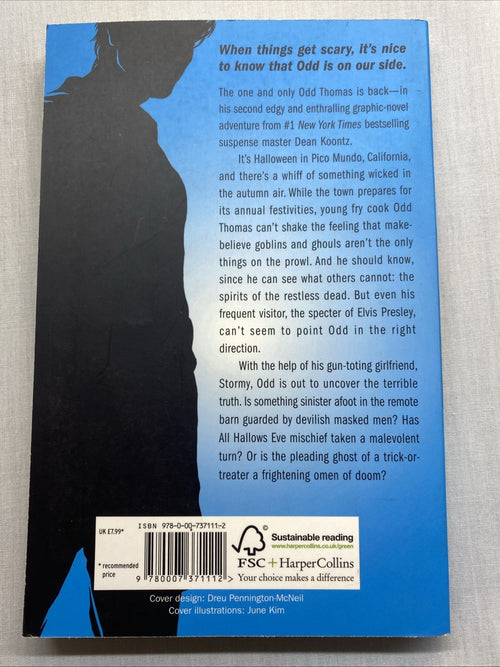 When things get scary, it's nice
to know that Odd is on our side.
The one and only Odd Thomas is back—in
his second edgy and enthralling graphic-novel
adventure from #1 New York Times bestselling
suspense master Dean Koontz.
It's Halloween in Pico Mundo, California,
and there's a whiff of something wicked in
the autumn air. While the town prepares for
its annual festivities, young fry cook Odd
Thomas can't shake the feeling that make-
believe goblins and ghouls aren't the only
things on the prowl. And he should know,
since he can see what others cannot: the
spirits of the restless dead. But even his
frequent visitor, the specter of Elvis Presley,
can't seem to point Odd in the right
direction.
With the help of his gun-toting girlfriend,
Stormy, Odd is out to uncover the terrible
truth. Is something sinister afoot in the remote
barn guarded by devilish masked men? Has
All Hallows Eve mischief taken a malevolent
turn? Or is the pleading ghost of a trick-or-
treater a frightening omen of doom?
ISBN 978-0-00-737111-2
UK £7.99*
* recommended
price
9 780007 371112 >
Sustainable reading
www.harpercollins.co.uk/green
FSC + HarperCollins
Your choice makes a difference
Cover design: Dreu Pennington-McNeil
Cover illustrations: June Kim